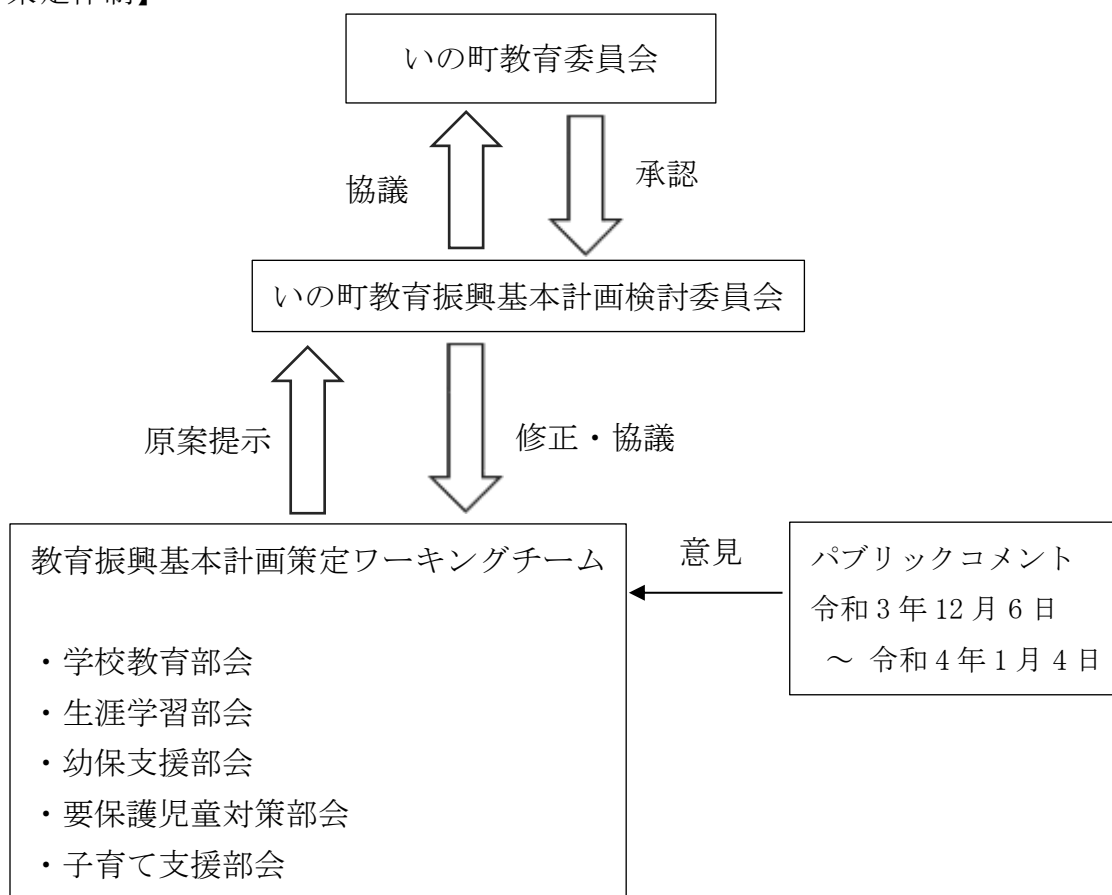 いの町教育委員会
協議
承認
いの町教育振興基本計画検討委員会
原案提示
修正・協議
教育振興基本計画策定ワーキングチーム
・学校教育部会
・生涯学習部会
・幼保支援部会
・要保護児童対策部会
・子育て支援部会
意見
パブリックコメント
令和3年12月6日
～ 令和4年1月4日